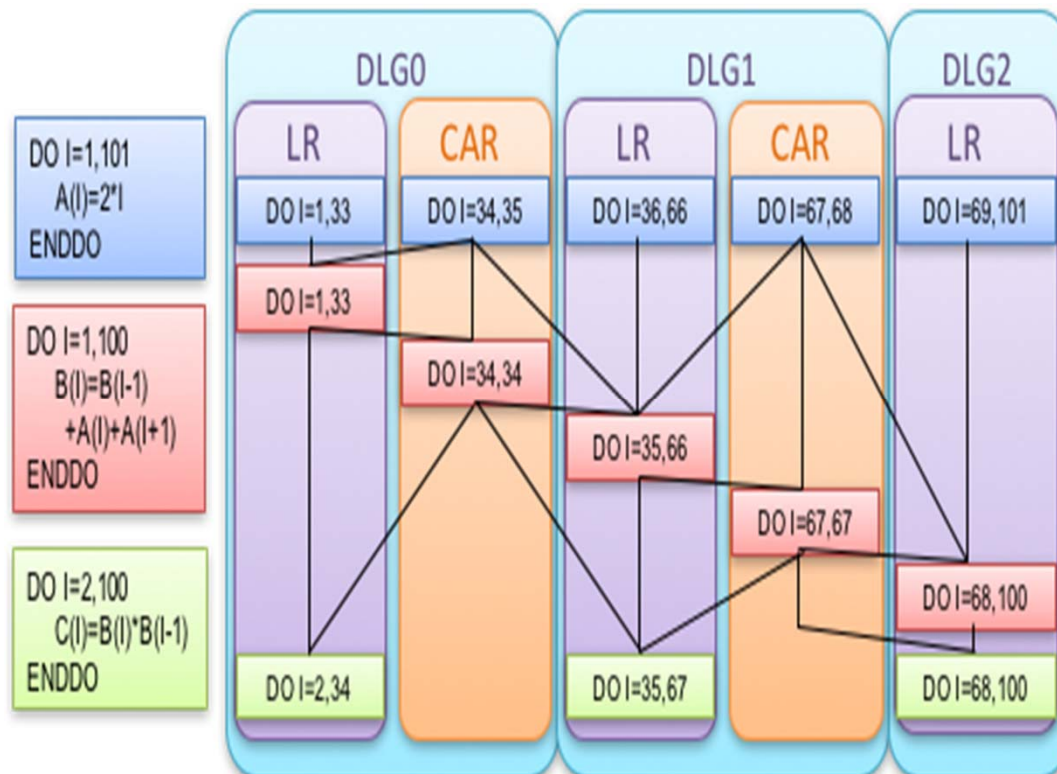 DLG0
DLG1
DLG2
LR
CAR
LR
CAR
LR
DO I=1,101
A(I)=2*I
ENDDO
DO I=1,33
DO I=34,35
DO I=36,66
DO I=67,68
DO I=69,101
DO I=1,100
B(I)=B(I-1)
+A(I)+A(I+1)
ENDDO
DO I=1,33
DO I=34,34
DO I=35,66
DO I=67,67
DO I=68,100
DO I=2,100
C(I)=B(I)*B(I-1)
ENDDO
DO I=2,34
DO I=35,67
DO I=68,100